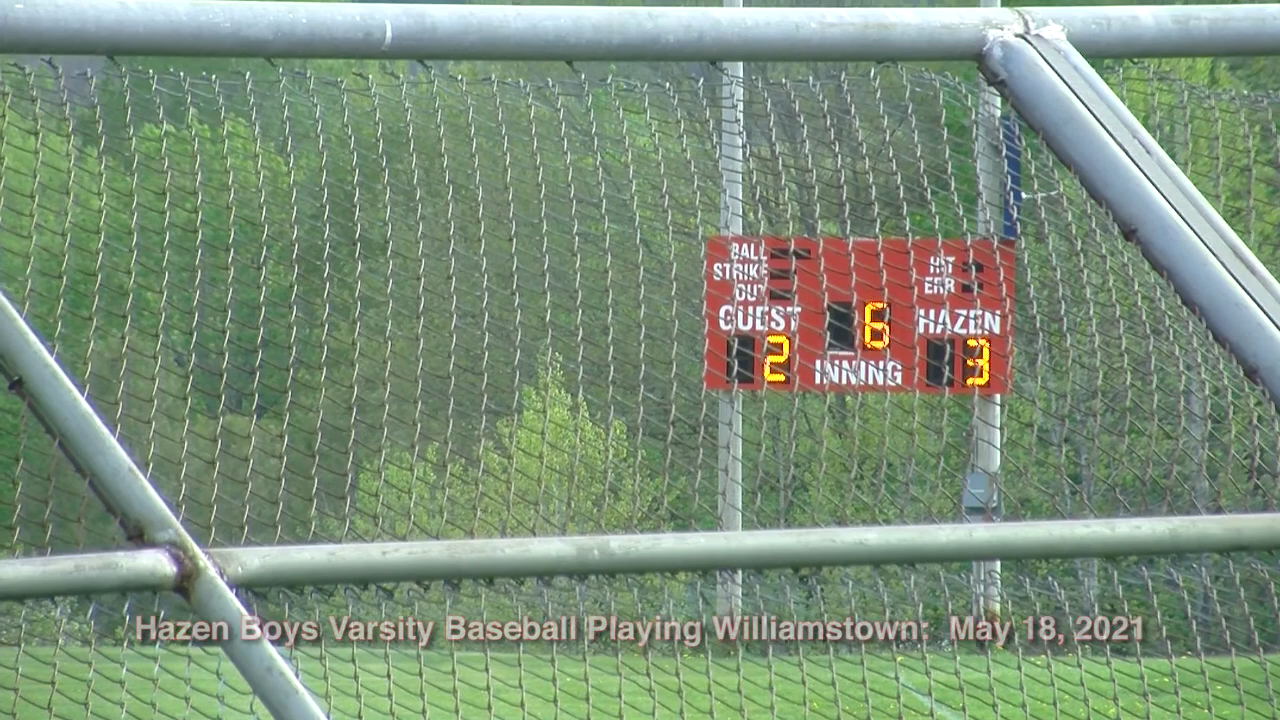 BALL
STRIKE
OUT
HIT
ERR
GUEST 6 HAZEN
2 INNING 3
Hazen Boys Varsity Baseball Playing Williamstown:  May 18, 2021